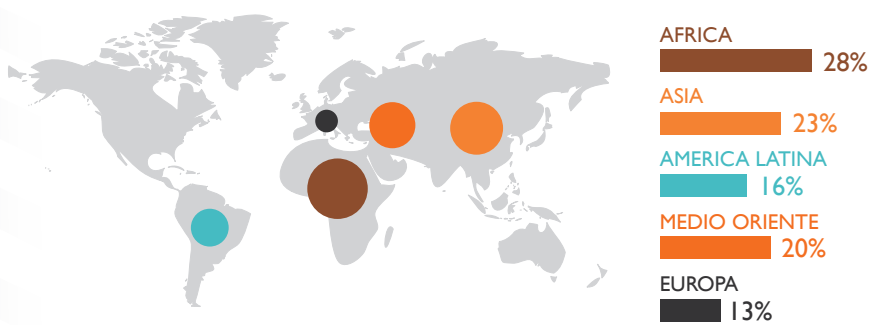 AFRICA
28%
ASIA
23%
AMERICA LATINA
16%
MEDIO ORIENTE
20%
EUROPA
13%